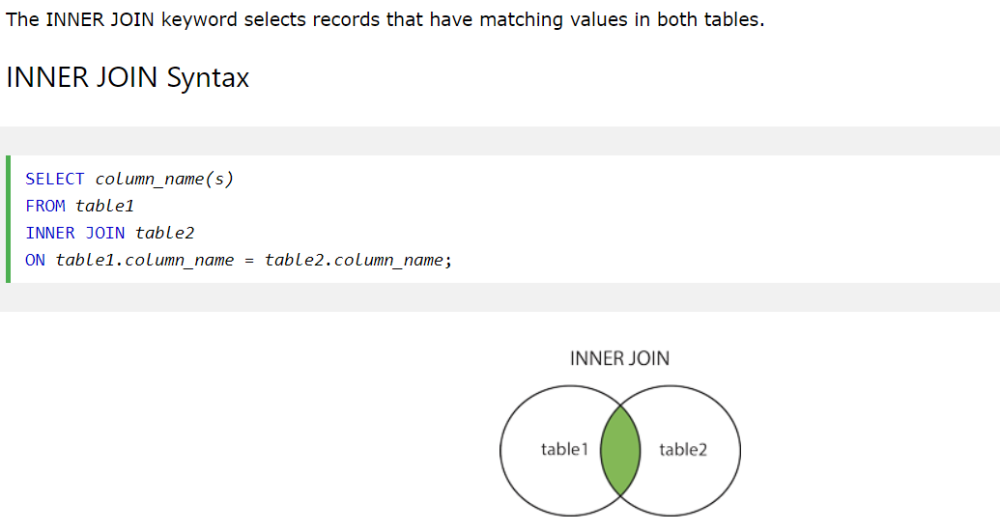 The INNER JOIN keyword selects records that have matching values in both tables.
INNER JOIN Syntax
SELECT column_name(s)
FROM table1
INNER JOIN table2
ON table1.column_name = table2.column_name;
INNER JOIN
table1
table2